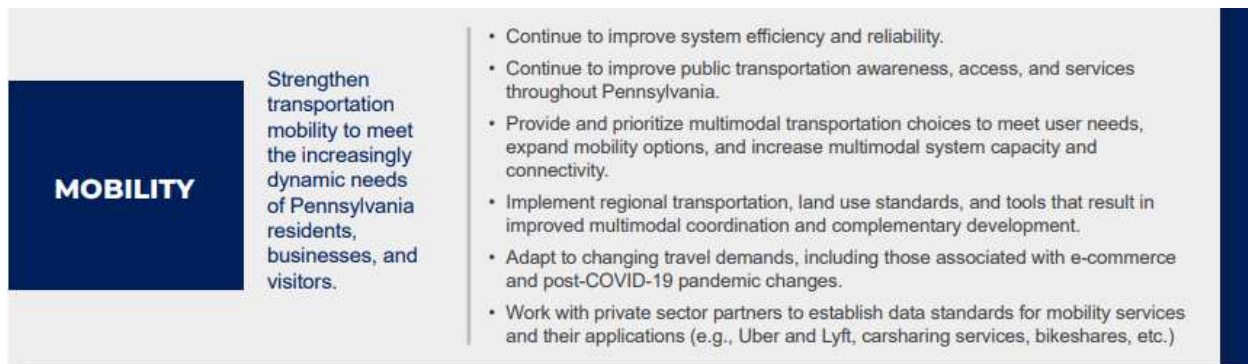 MOBILITY
Strengthen
transportation
mobility to meet
the increasingly
dynamic needs
of Pennsylvania
residents,
businesses, and
visitors.
• Continue to improve system efficiency and reliability.
• Continue to improve public transportation awareness, access, and services
throughout Pennsylvania.
• Provide and prioritize multimodal transportation choices to meet user needs,
expand mobility options, and increase multimodal system capacity and
connectivity.
• Implement regional transportation, land use standards, and tools that result in
improved multimodal coordination and complementary development.
• Adapt to changing travel demands, including those associated with e-commerce
and post-COVID-19 pandemic changes.
• Work with private sector partners to establish data standards for mobility services
and their applications (e.g., Uber and Lyft, carsharing services, bikeshares, etc.)